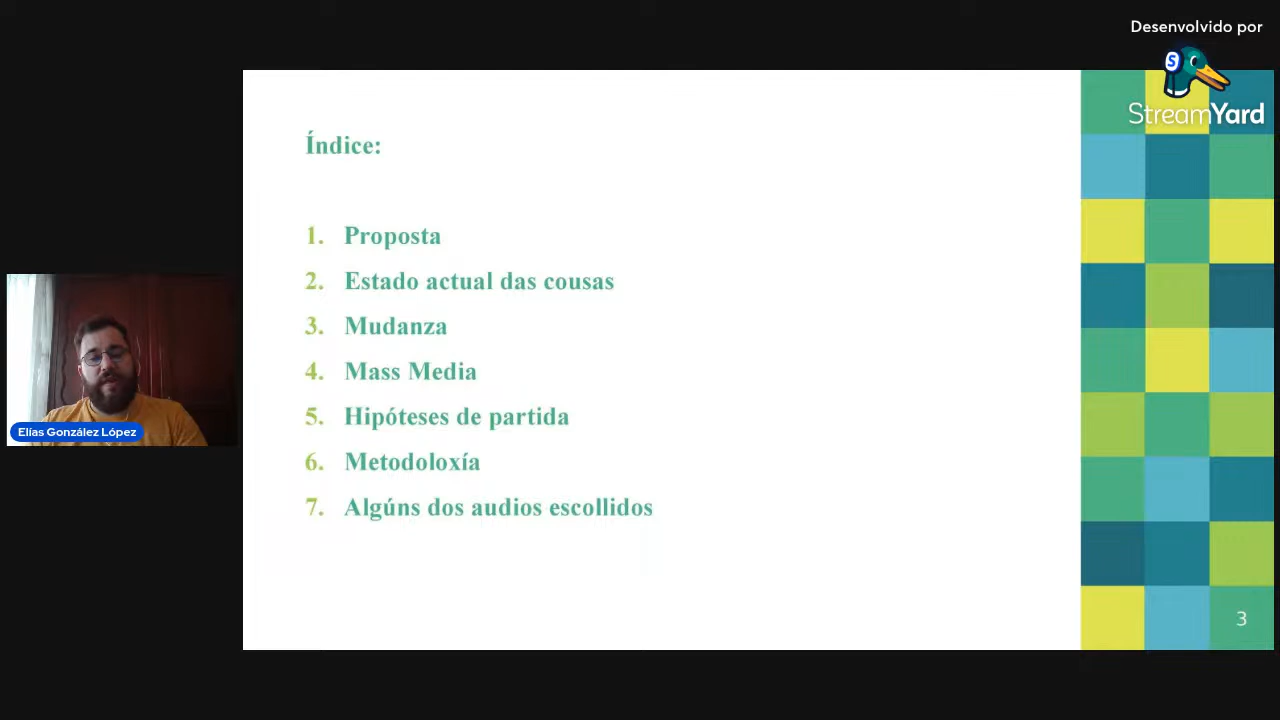 Desenvolvido por
StreamYard
Índice:
1. Proposta
2. Estado actual das cousas
3. Mudanza
4. Mass Media
5. Hipóteses de partida
6. Metodoloxía
7. Algúns dos audios escollidos
Elías González López
3